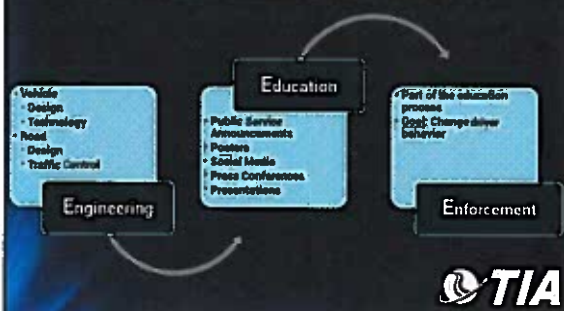 Vehicle
Design
Technology
Road
Design
Traffic Control
Engineering
Education
Public Service
Announcements
Posters
Social Media
Press Conferences
Presentations
Part of the education
process
Goal: Change driver
behavior
Enforcement
TIA